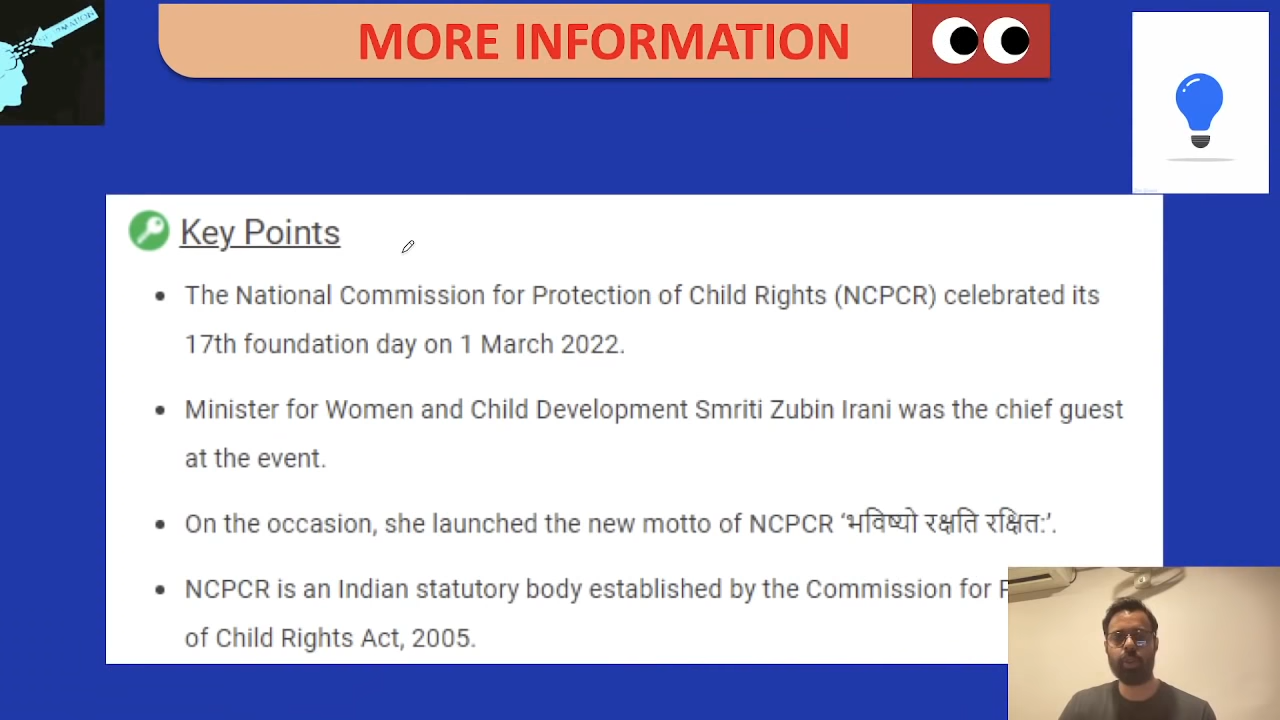 MORE INFORMATION
Key Points
The National Commission for Protection of Child Rights (NCPCR) celebrated its
17th foundation day on 1 March 2022.
Minister for Women and Child Development Smriti Zubin Irani was the chief guest
at the event.
On the occasion, she launched the new motto of NCPCR ‘भविष्यो रक्षति रक्षित:’.
NCPCR is an Indian statutory body established by the Commission for
of Child Rights Act, 2005.